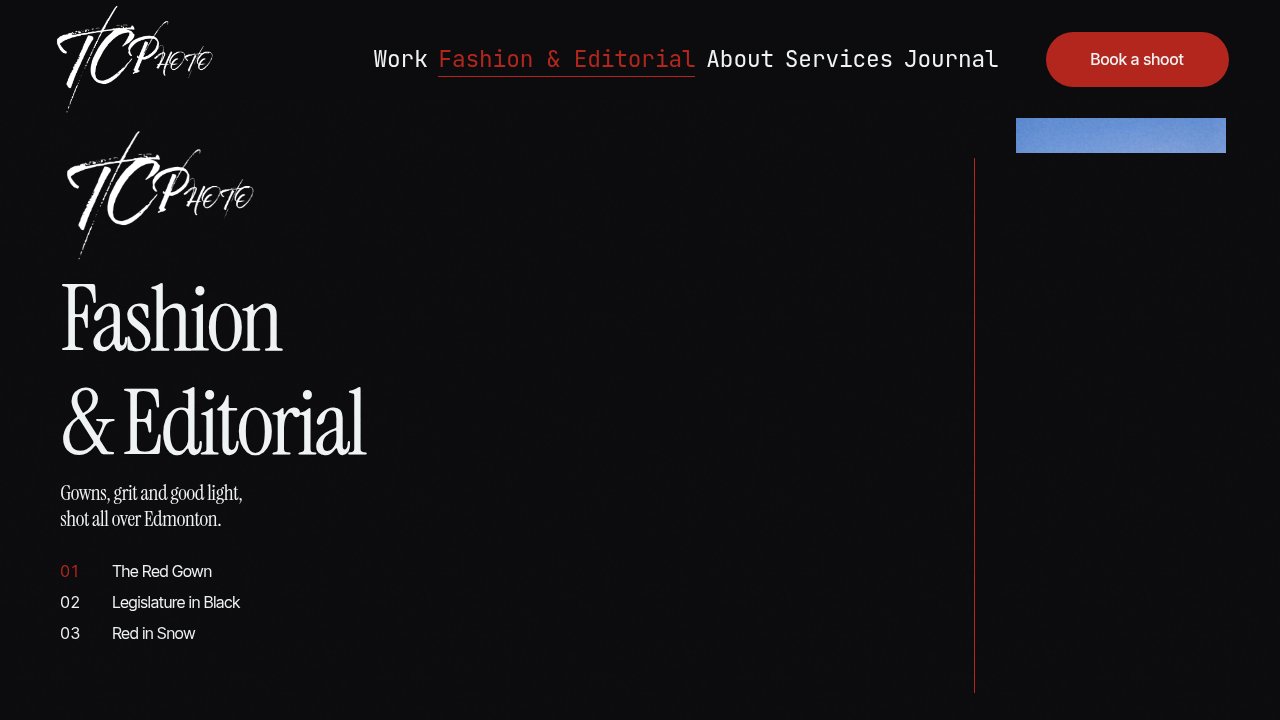 TCPHOTO
Work Fashion & Editorial About Services Journal
Book a shoot
TCPHOTO
Fashion
& Editorial
Gowns, grit and good light,
shot all over Edmonton.
01 The Red Gown
02 Legislature in Black
03 Red in Snow